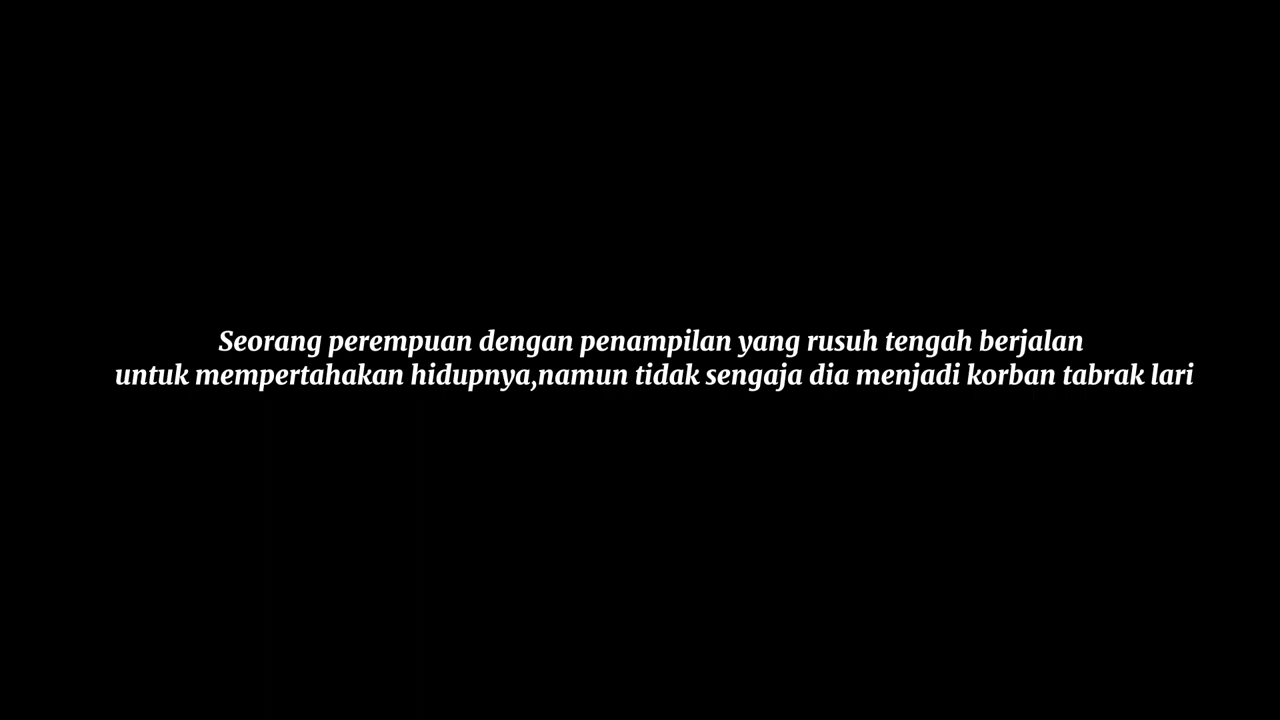 Seorang perempuan dengan penampilan yang rusuh tengah berjalan
untuk mempertahakan hidupnya,namun tidak sengaja dia menjadi korban tabrak lari